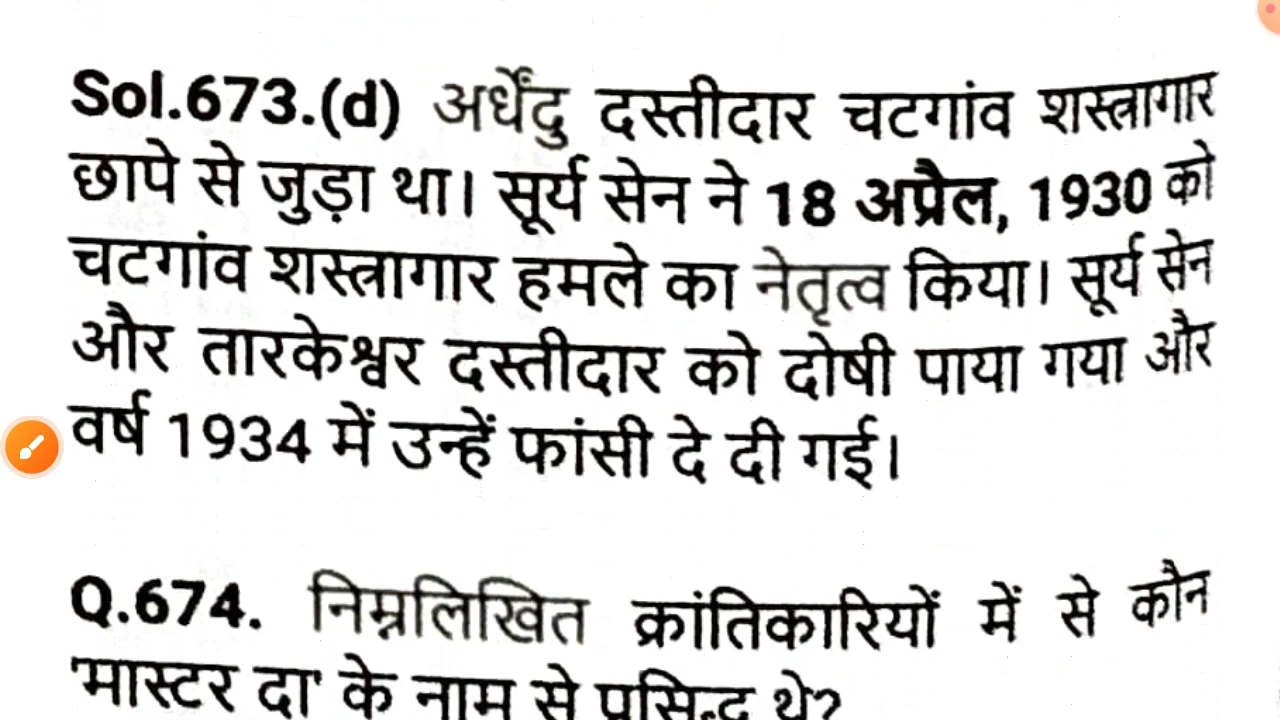 Sol.673.(d) अर्धेंदु दस्तीदार चटगांव शस्त्रागार
छापे से जुड़ा था। सूर्य सेन ने 18 अप्रैल, 1930 को
चटगांव शस्त्रागार हमले का नेतृत्व किया। सूर्य सेन
और तारकेश्वर दस्तीदार को दोषी पाया गया और
वर्ष 1934 में उन्हें फांसी दे दी गई।
Q.674. निम्नलिखित क्रांतिकारियों में से कौन
'मास्टर दा' के नाम से प्रसिद्ध थे?